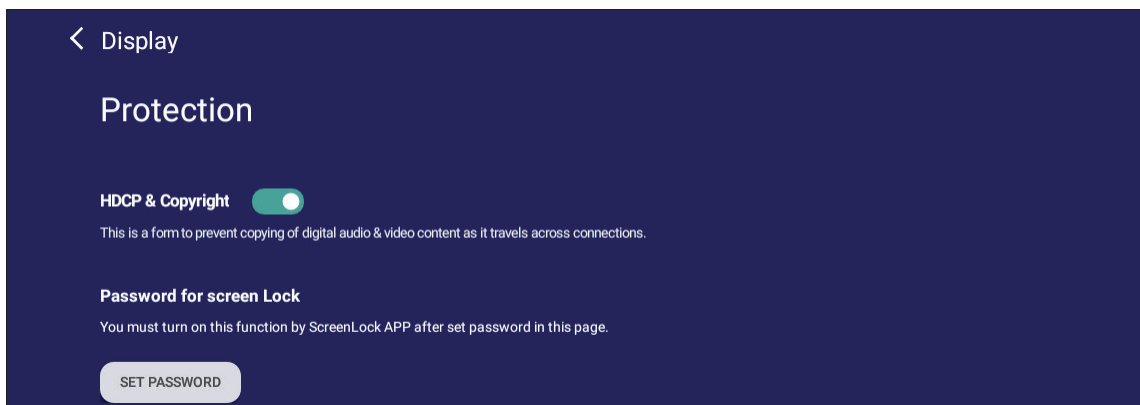 Display
Protection
HDCP & Copyright
This is a form to prevent copying of digital audio & video content as it travels across connections.
Password for screen Lock
You must turn on this function by ScreenLock APP after set password in this page.
SET PASSWORD